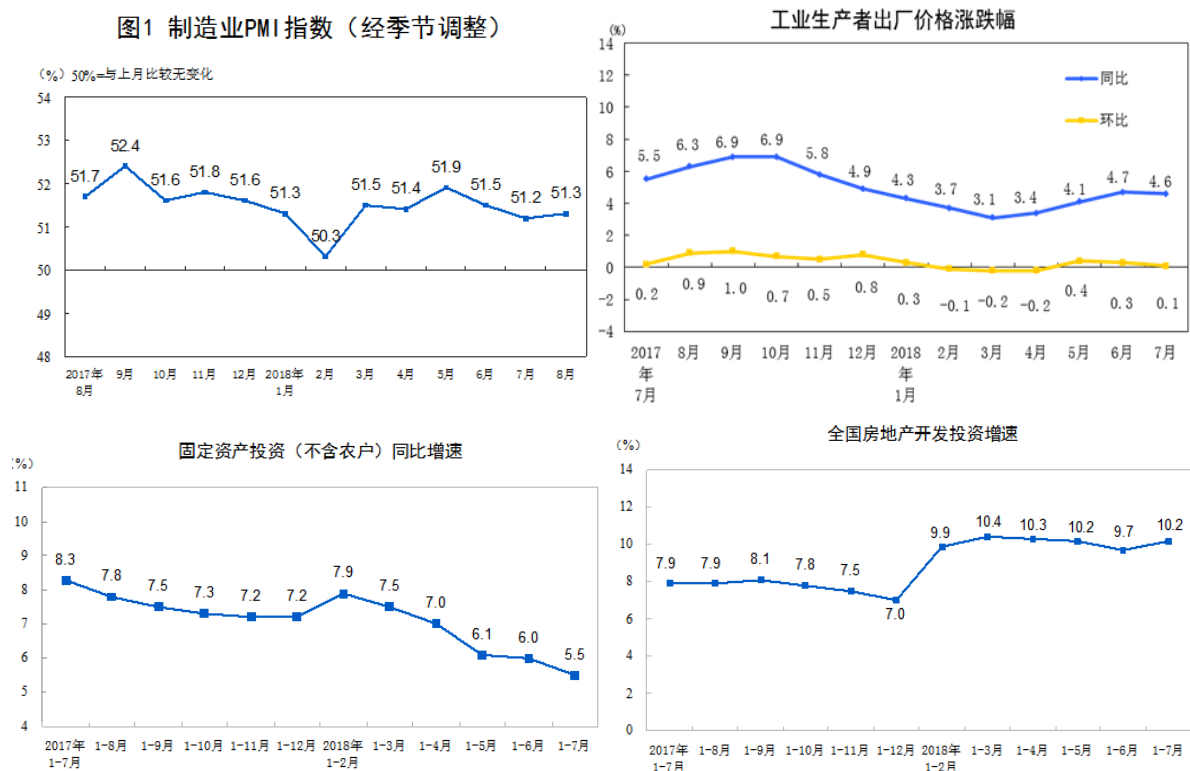 图1 制造业PMI指数（经季节调整）
（%）50%=与上月比较无变化
54
53
52
51
50
49
48
51.7
52.4
51.6
51.8
51.6
51.3
50.3
51.5
51.4
51.9
51.5
51.2
51.3
2017年 9月 10月 11月 12月 2018年 2月 3月 4月 5月 6月 7月 8月
8月 1月
工业生产者出厂价格涨跌幅
(%)
14
12
10
8
6
4
2
0
-2
-4
同比
环比
5.5 6.3 6.9 6.9 5.8 4.9 4.3 3.7 3.1 3.4 4.1 4.7 4.6
0.2 0.9 1.0 0.7 0.5 0.8 0.3 -0.1 -0.2 -0.2 0.4 0.3 0.1
2017 8月 9月 10月 11月 12月 2018 2月 3月 4月 5月 6月 7月
年 年
7月 1月
固定资产投资（不含农户）同比增速
(%)
11
10
9
8
7
6
5
4
8.3 7.8 7.5 7.3 7.2 7.2 7.9 7.5 7.0 6.1 6.0 5.5
2017年 1-8月 1-9月 1-10月 1-11月 1-12月 2018年 1-3月 1-4月 1-5月 1-6月 1-7月
1-7月 1-2月
全国房地产开发投资增速
(%)
14
12
10
8
6
4
2
0
7.9 7.9 8.1 7.8 7.5 7.0 9.9 10.4 10.3 10.2 9.7 10.2
2017年 1-8月 1-9月 1-10月 1-11月 1-12月 2018年 1-3月 1-4月 1-5月 1-6月 1-7月
1-7月 1-2月